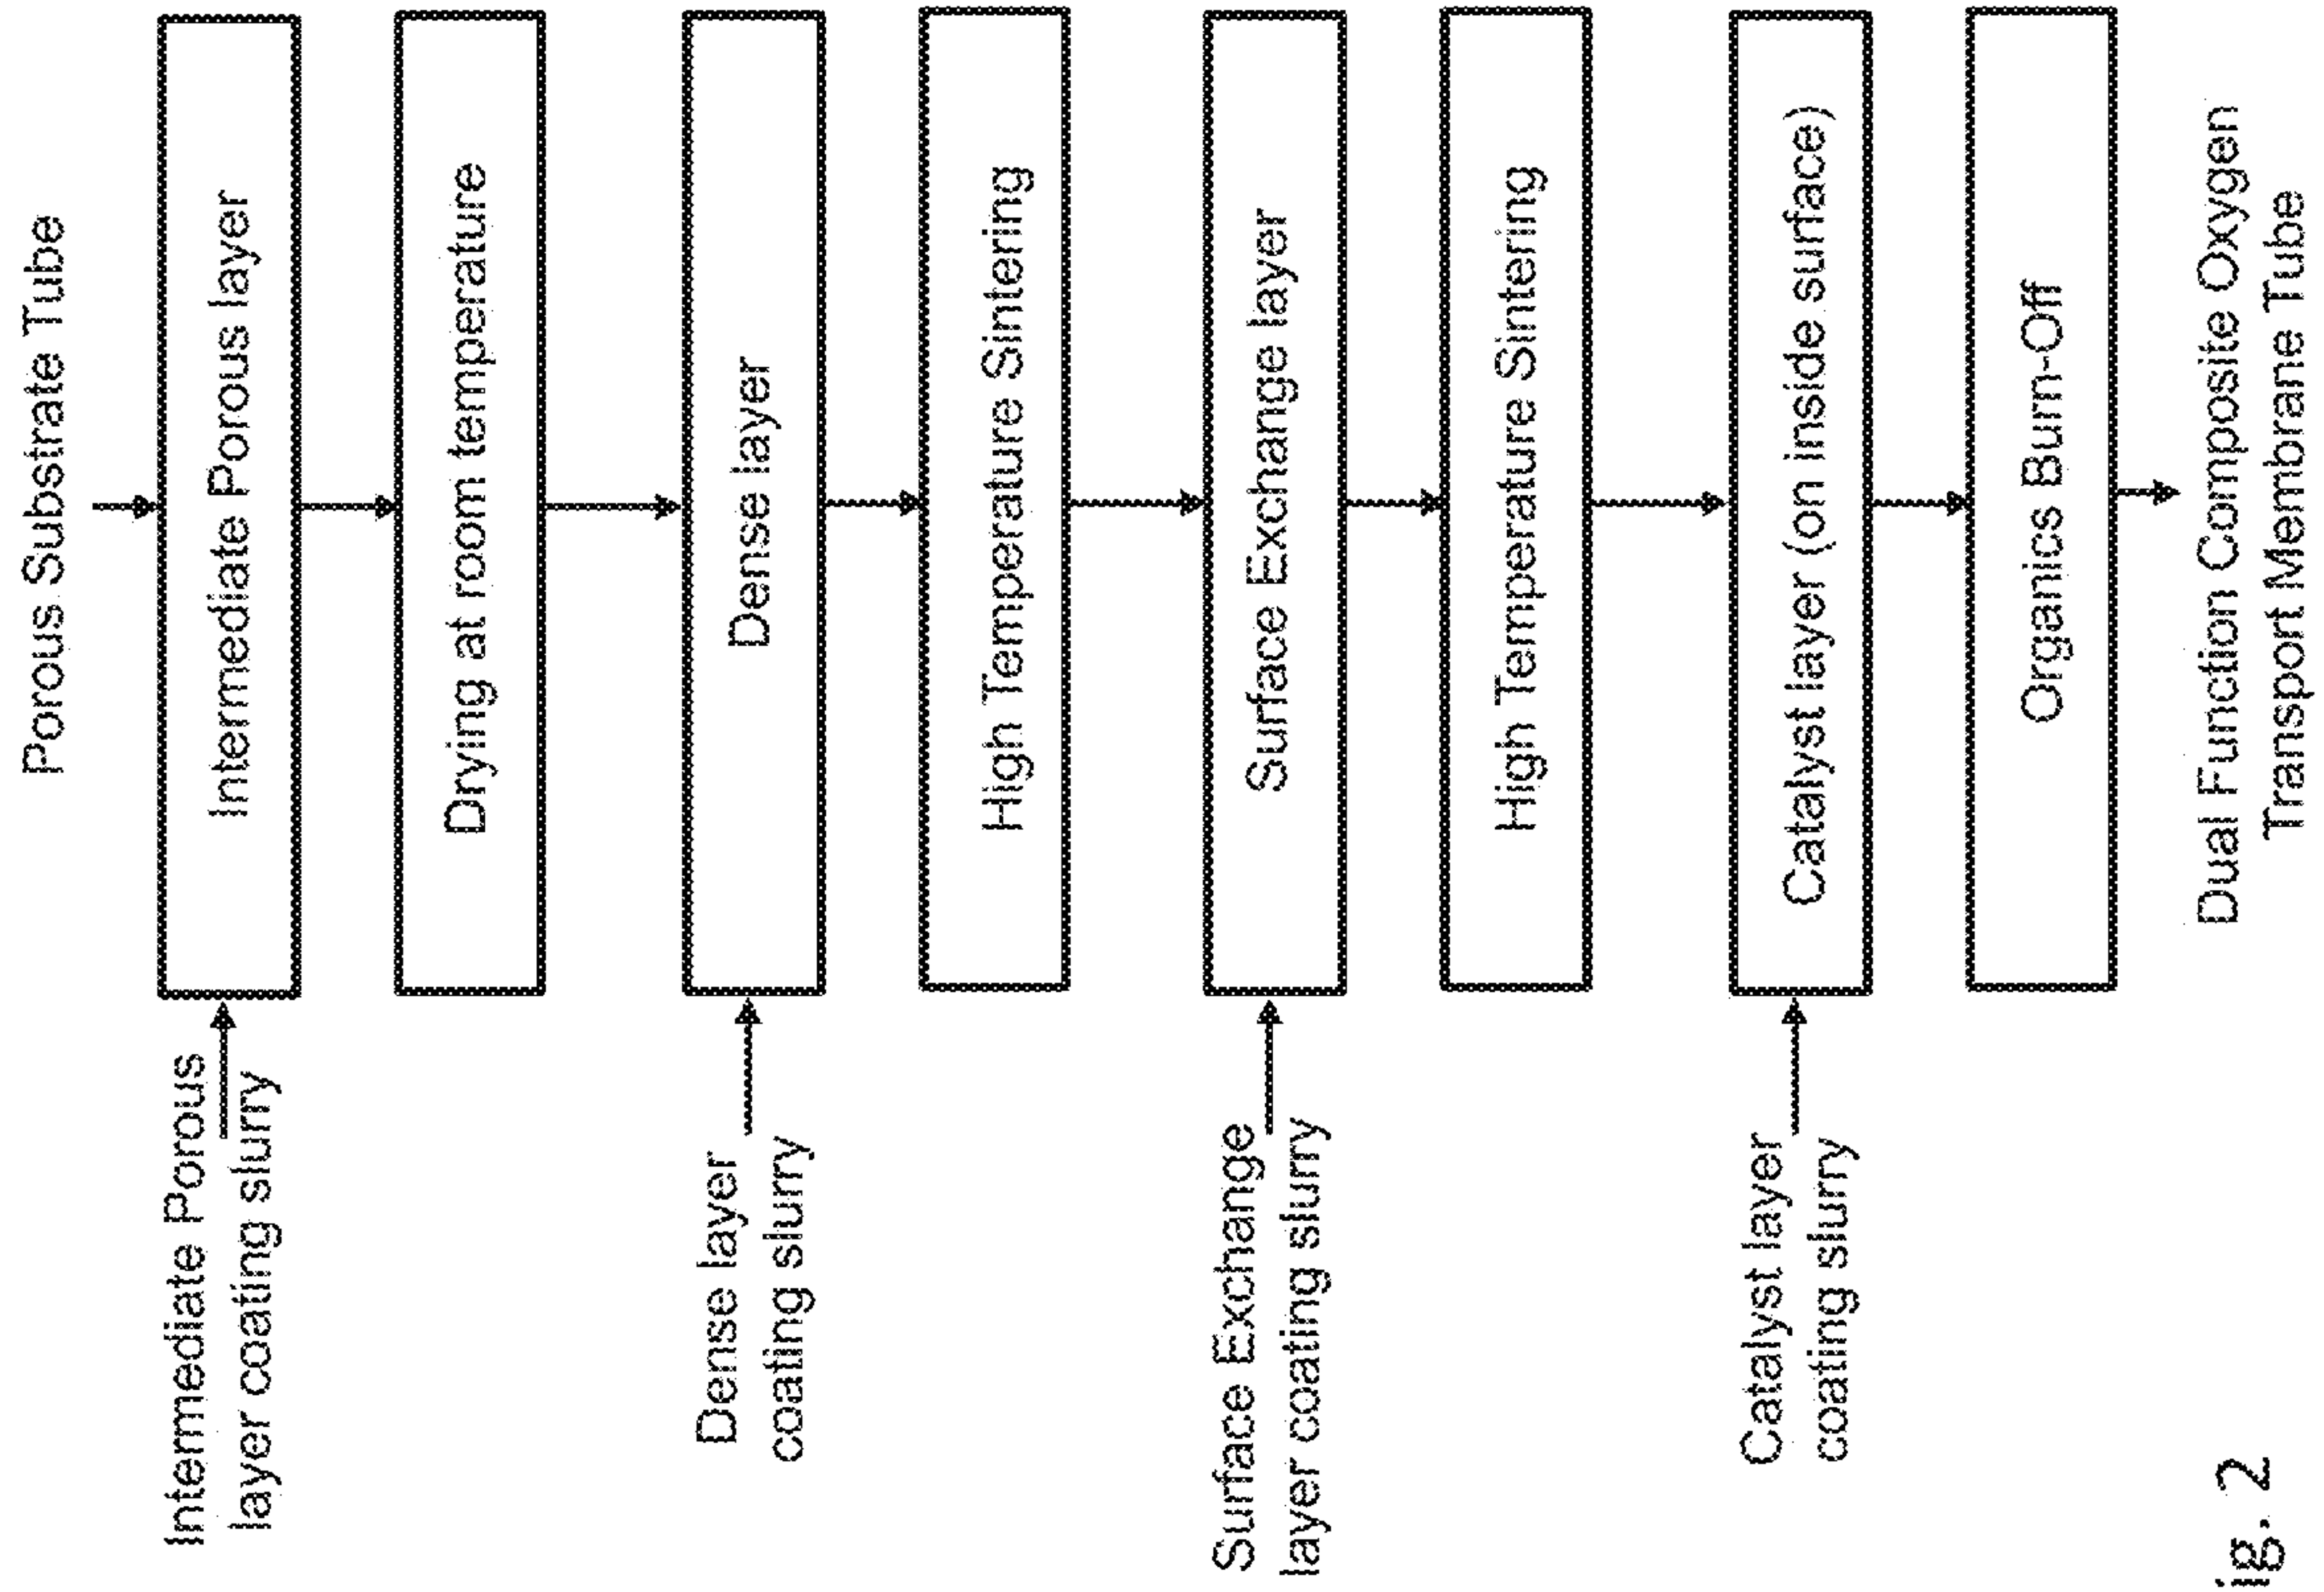 Porous Substrate Tube
Intermediate Porous
layer coating slurry
Intermediate Porous layer
Drying at room temperature
Dense layer
coating slurry
Dense layer
High Temperature Sintering
Surface Exchange
layer coating slurry
Surface Exchange layer
High Temperature Sintering
Catalyst layer
coating slurry
Catalyst layer (on inside surface)
Organics Burn-Off
Dual Function Composite Oxygen
Transport Membrane Tube
ig. 2